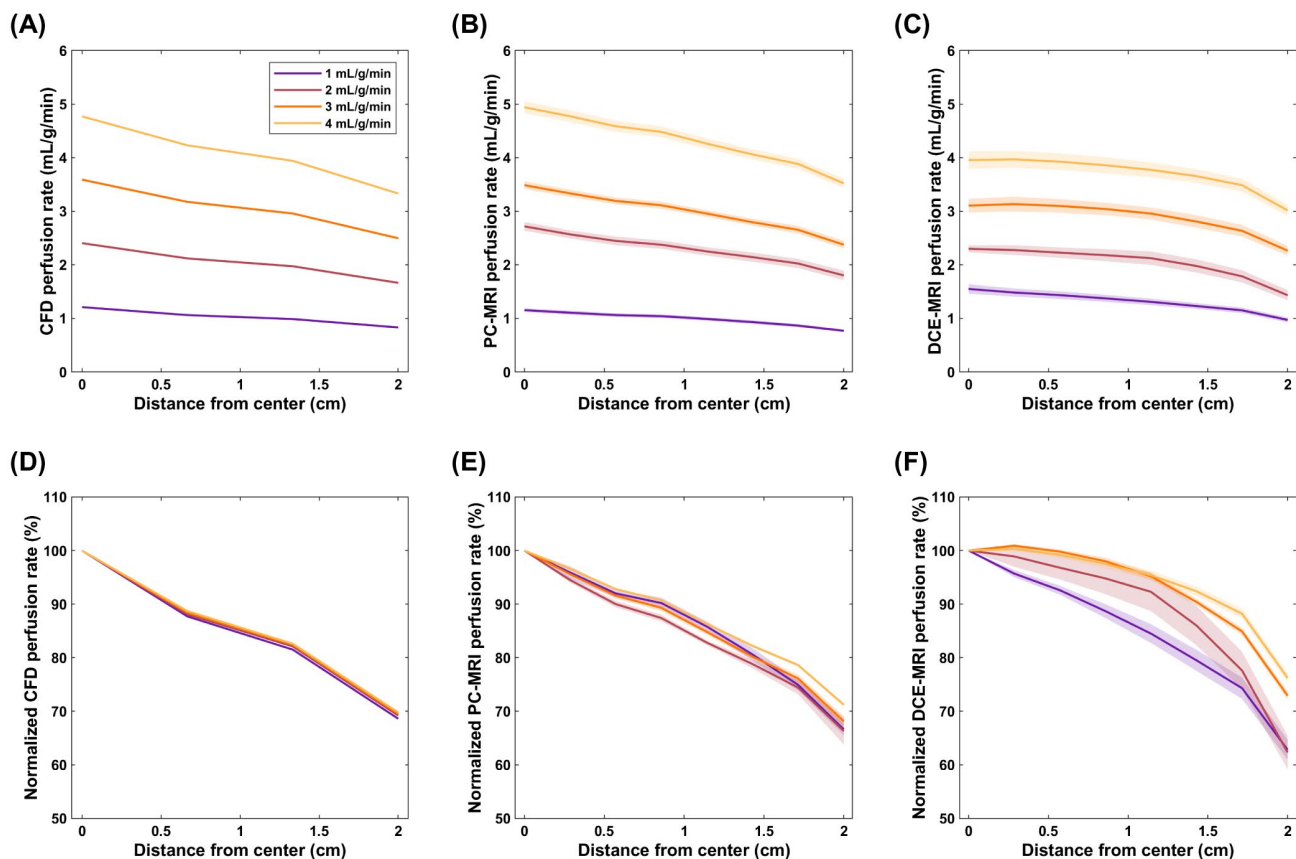 (A)
CFD perfusion rate (mL/g/min)
6
5
4
3
2
1
0
1 mL/g/min
2 mL/g/min
3 mL/g/min
4 mL/g/min
0 0.5 1 1.5 2
Distance from center (cm)
(B)
PC-MRI perfusion rate (mL/g/min)
6
5
4
3
2
1
0
0 0.5 1 1.5 2
Distance from center (cm)
(C)
DCE-MRI perfusion rate (mL/g/min)
6
5
4
3
2
1
0
0 0.5 1 1.5 2
Distance from center (cm)
(D)
Normalized CFD perfusion rate (%)
110
100
90
80
70
60
50
0 0.5 1 1.5 2
Distance from center (cm)
(E)
Normalized PC-MRI perfusion rate (%)
110
100
90
80
70
60
50
0 0.5 1 1.5 2
Distance from center (cm)
(F)
Normalized DCE-MRI perfusion rate (%)
110
100
90
80
70
60
50
0 0.5 1 1.5 2
Distance from center (cm)